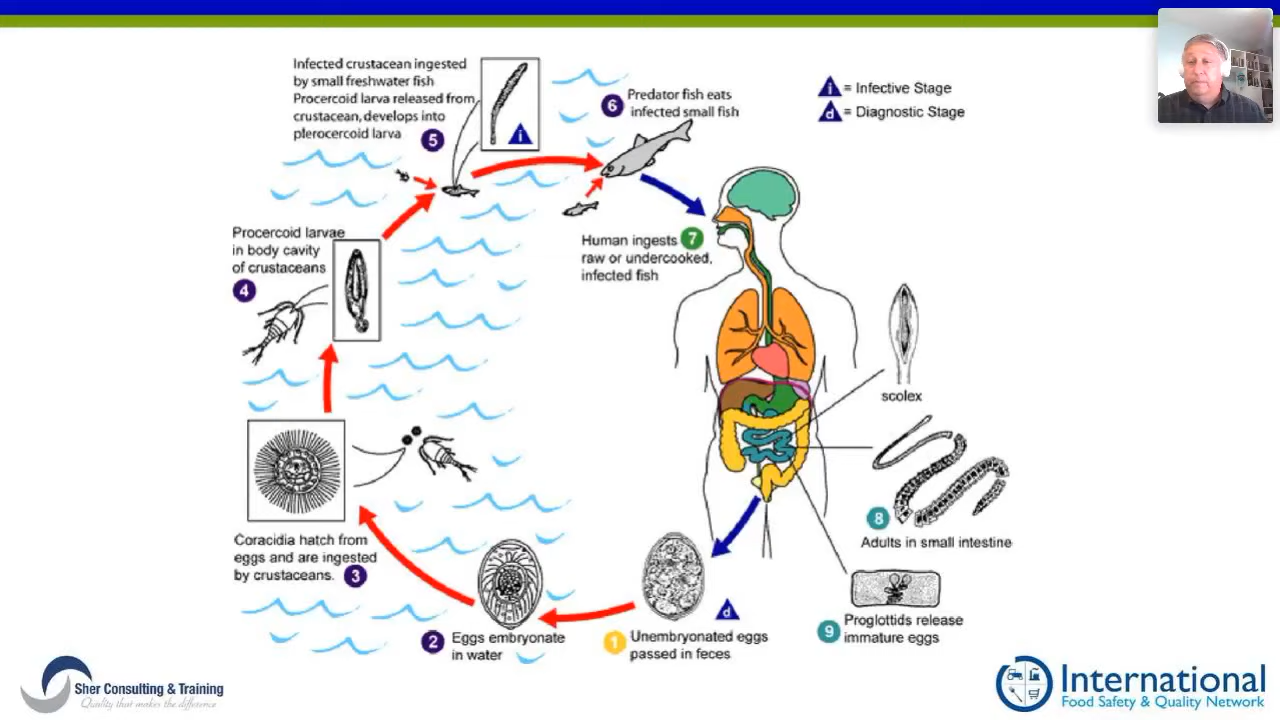 Infected crustacean ingested
by small freshwater fish
Procercoid larva released from
crustacean, develops into
plerocercoid larva
5
i
6
Predator fish eats
infected small fish
i = Infective Stage
d = Diagnostic Stage
Procercoid larvae
in body cavity
of crustaceans
4
Human ingests 7
raw or undercooked,
infected fish
scolex
8
Adults in small intestine
Coracidia hatch from
eggs and are ingested
by crustaceans. 3
2 Eggs embryonate
in water
d
1 Unembryonated eggs
passed in feces
9 Proglottids release
immature eggs
Sher Consulting & Training
Quality that makes the difference
International
Food Safety & Quality Network